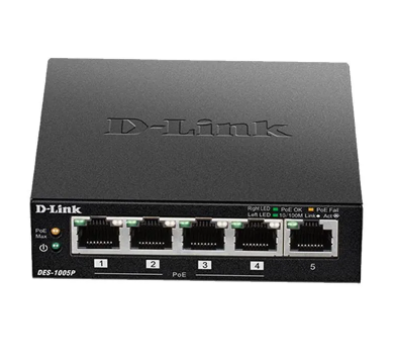 D-Link
D-Link
Right LED PoE OK PoE Fail
Left LED 10/100M Link Act
PoE
Max
DES-1005P
1 2 3 4 5
PoE